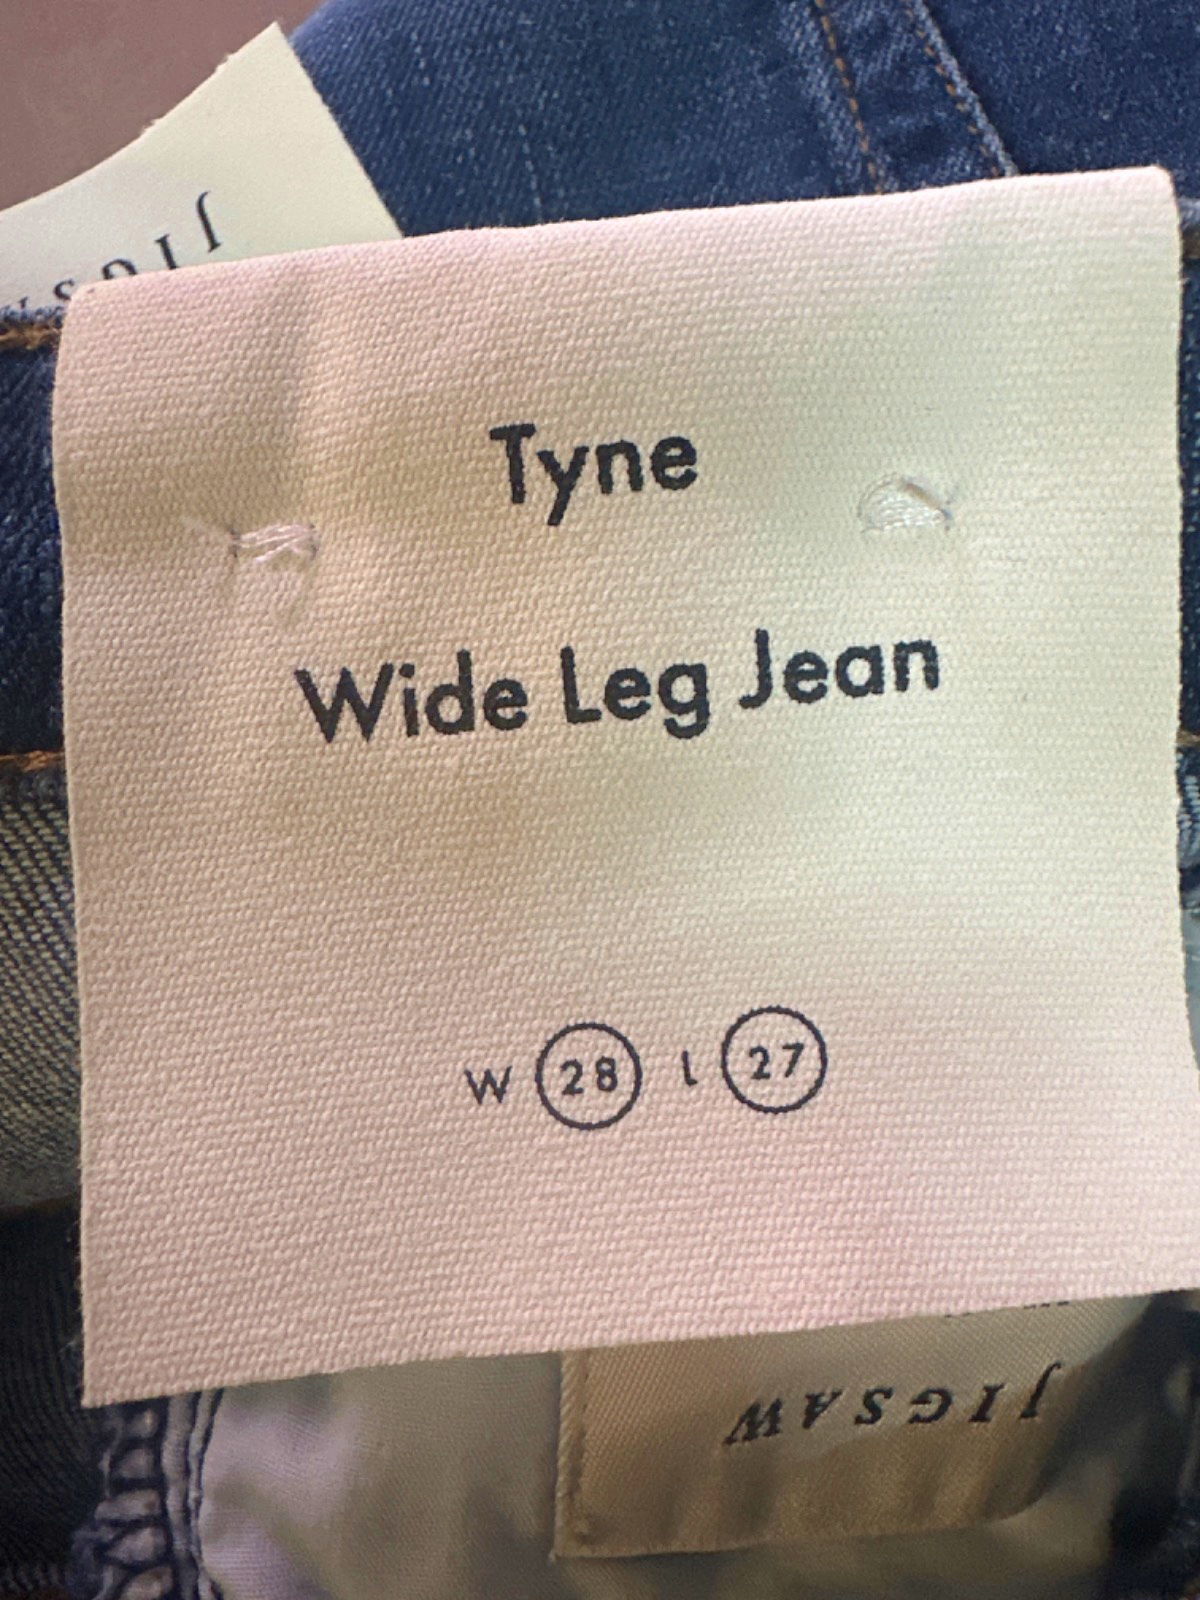 Tyne
Wide Leg Jean
W 28 L 27
JIGSAW